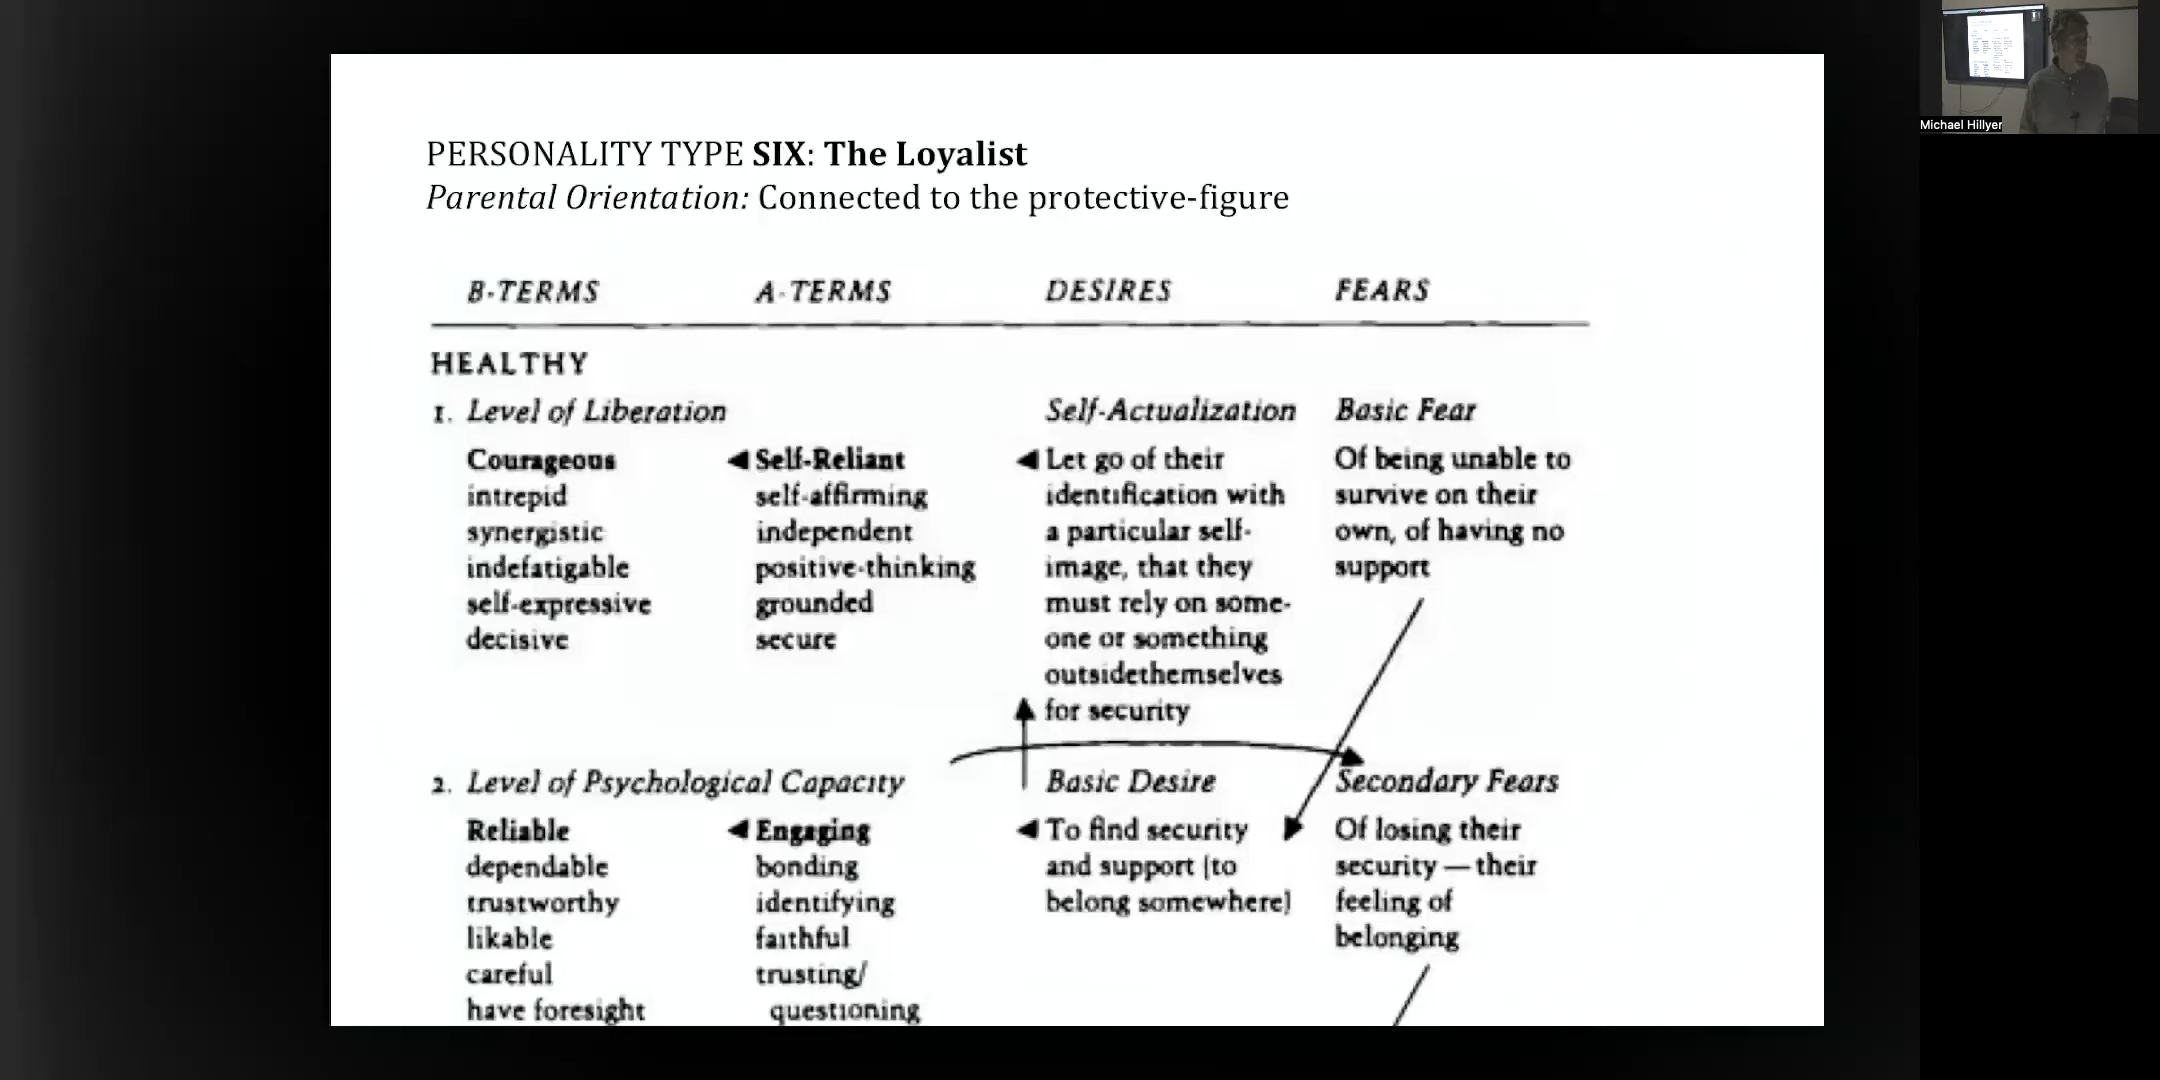 PERSONALITY TYPE SIX: The Loyalist
Parental Orientation: Connected to the protective-figure
B-TERMS A-TERMS DESIRES FEARS
HEALTHY
1. Level of Liberation Self-Actualization Basic Fear
Courageous ◄Self-Reliant ◄Let go of their Of being unable to
intrepid self-affirming identification with survive on their
synergistic independent a particular self- own, of having no
indefatigable positive-thinking image, that they support
self-expressive grounded must rely on some-
decisive secure one or something
outsidethemselves
for security
2. Level of Psychological Capacity Basic Desire Secondary Fears
Reliable ◄Engaging ◄To find security Of losing their
dependable bonding and support (to security — their
trustworthy identifying belong somewhere) feeling of
likable faithful belonging
careful trusting/
have foresight questioning
Michael Hillyer